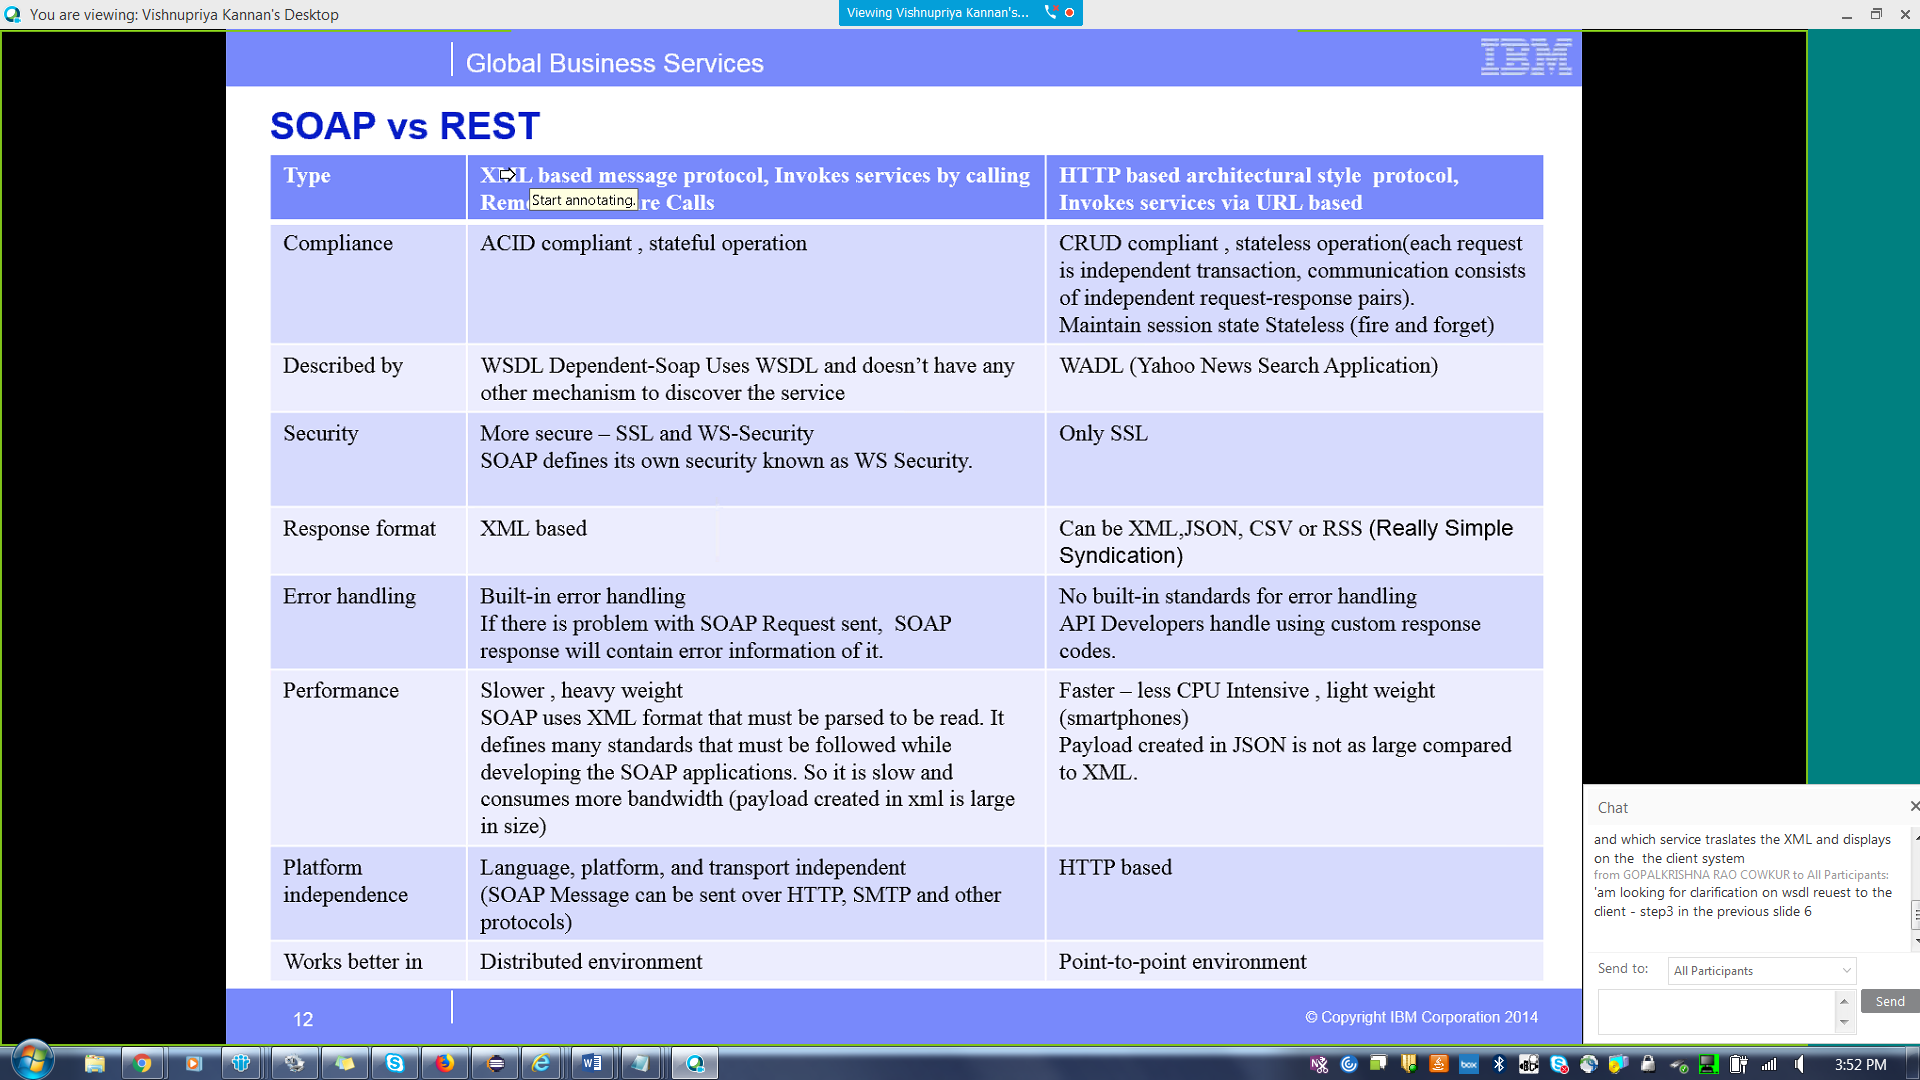 You are viewing: Vishnupriya Kannan's Desktop
Viewing Vishnupriya Kannan's...
Global Business Services
IBM
SOAP vs REST
Type
XML based message protocol, Invokes services by calling
re Calls
Start annotating.
HTTP based architectural style protocol,
Invokes services via URL based
Compliance
ACID compliant , stateful operation
CRUD compliant , stateless operation(each request
is independent transaction, communication consists
of independent request-response pairs).
Maintain session state Stateless (fire and forget)
Described by
WSDL Dependent-Soap Uses WSDL and doesn't have any
other mechanism to discover the service
WADL (Yahoo News Search Application)
Security
More secure – SSL and WS-Security
SOAP defines its own security known as WS Security.
Only SSL
Response format
XML based
Can be XML,JSON, CSV or RSS (Really Simple
Syndication)
Error handling
Built-in error handling
If there is problem with SOAP Request sent, SOAP
response will contain error information of it.
No built-in standards for error handling
API Developers handle using custom response
codes.
Performance
Slower , heavy weight
SOAP uses XML format that must be parsed to be read. It
defines many standards that must be followed while
developing the SOAP applications. So it is slow and
consumes more bandwidth (payload created in xml is large
in size)
Faster – less CPU Intensive , light weight
(smartphones)
Payload created in JSON is not as large compared
to XML.
Platform
independence
Language, platform, and transport independent
(SOAP Message can be sent over HTTP, SMTP and other
protocols)
HTTP based
Works better in
Distributed environment
Point-to-point environment
12
© Copyright IBM Corporation 2014
Chat
and which service traslates the XML and displays
on the the client system
from GOPALKRISHNA RAO COWKUR to All Participants:
'am looking for clarification on wsdl reuest to the
client - step3 in the previous slide 6
Send to:
All Participants
Send
box
3:52 PM